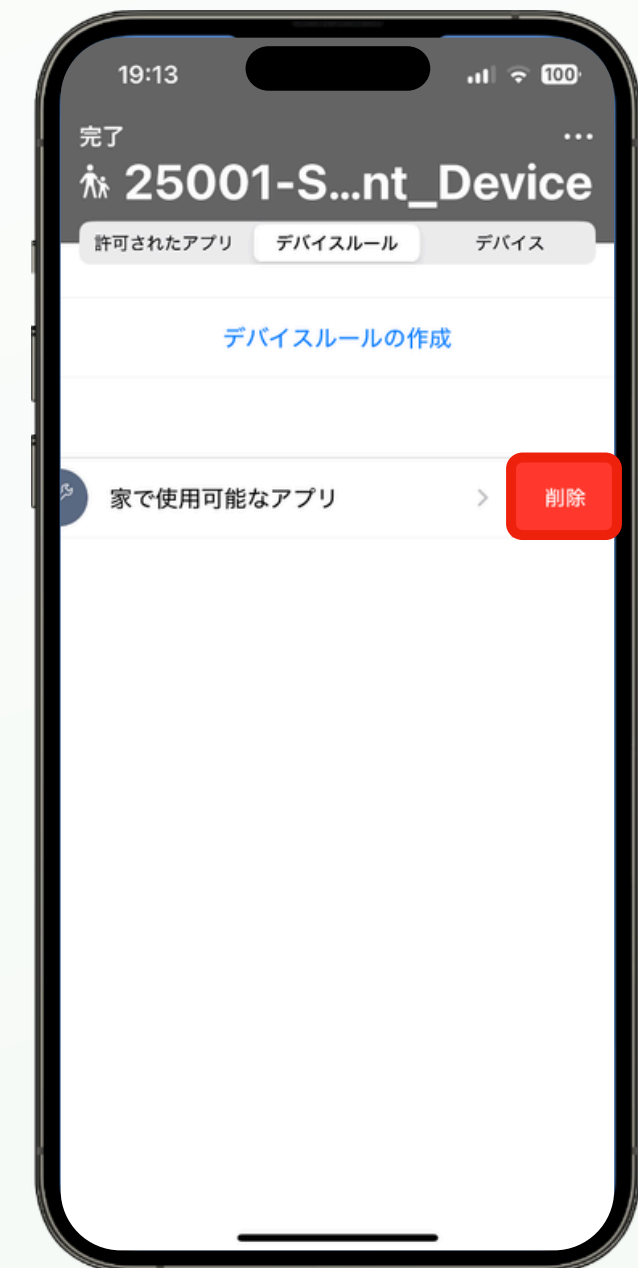 19:13
100
完了
25001-S...nt_Device
許可されたアプリ
デバイスルール
デバイス
デバイスルールの作成
家で使用可能なアプリ
削除